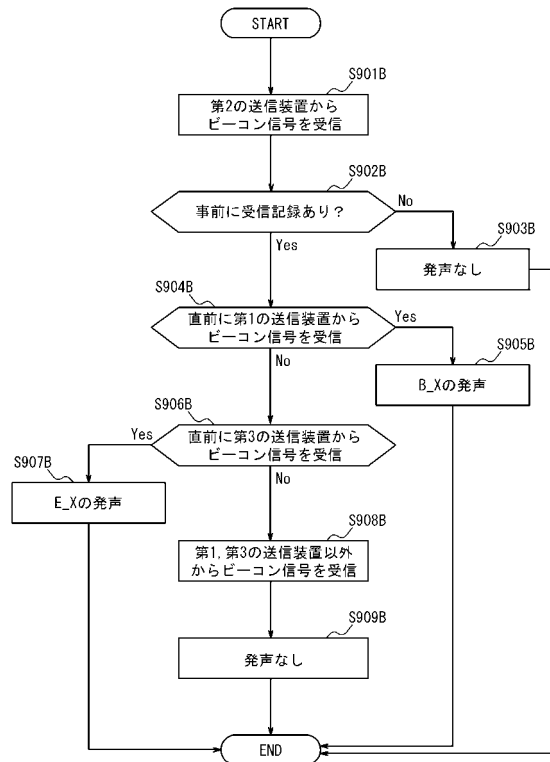 START
S901B
第2の送信装置から
ビーコン信号を受信
S902B
事前に受信記録あり？
No
S903B
発声なし
Yes
S904B
直前に第1の送信装置から
ビーコン信号を受信
Yes
S905B
B_Xの発声
No
S906B
直前に第3の送信装置から
ビーコン信号を受信
Yes
S907B
E_Xの発声
No
S908B
第1,第3の送信装置以外
からビーコン信号を受信
S909B
発声なし
END